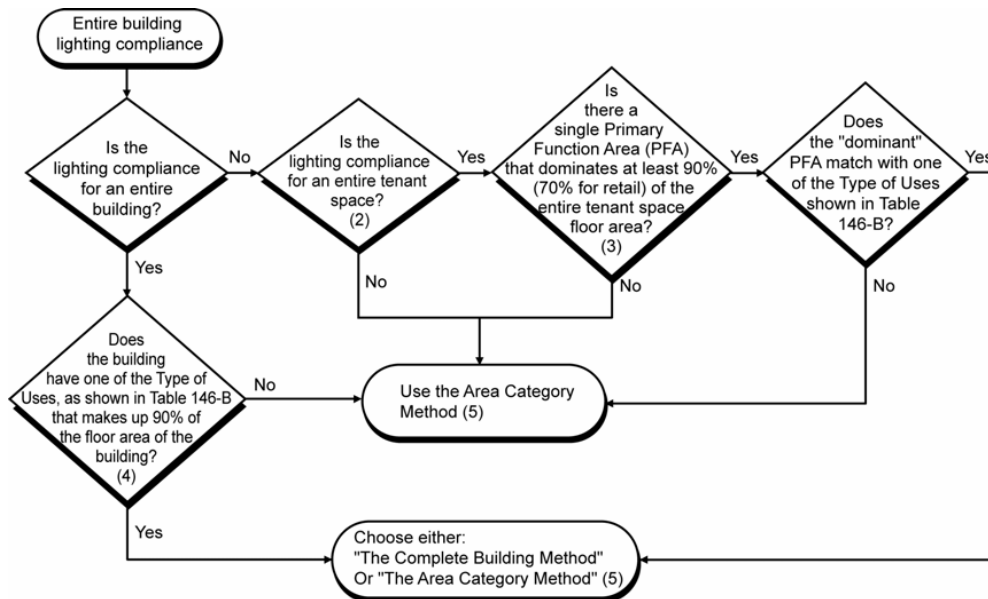 Entire building
lighting compliance
Is the
lighting compliance
for an entire
building?
No
Is the
lighting compliance
for an entire tenant
space?
(2)
Yes
Is
there a
single Primary
Function Area (PFA)
that dominates at least 90%
(70% for retail) of the
entire tenant space
floor area?
(3)
Yes
Does
the "dominant"
PFA match with one
of the Type of Uses
shown in Table
146-B?
Yes
Yes
No
No
No
Does
the building
have one of the Type of
Uses, as shown in Table 146-B
that makes up 90% of
the floor area of the
building?
(4)
No
Use the Area Category
Method (5)
Yes
Choose either:
"The Complete Building Method"
Or "The Area Category Method" (5)